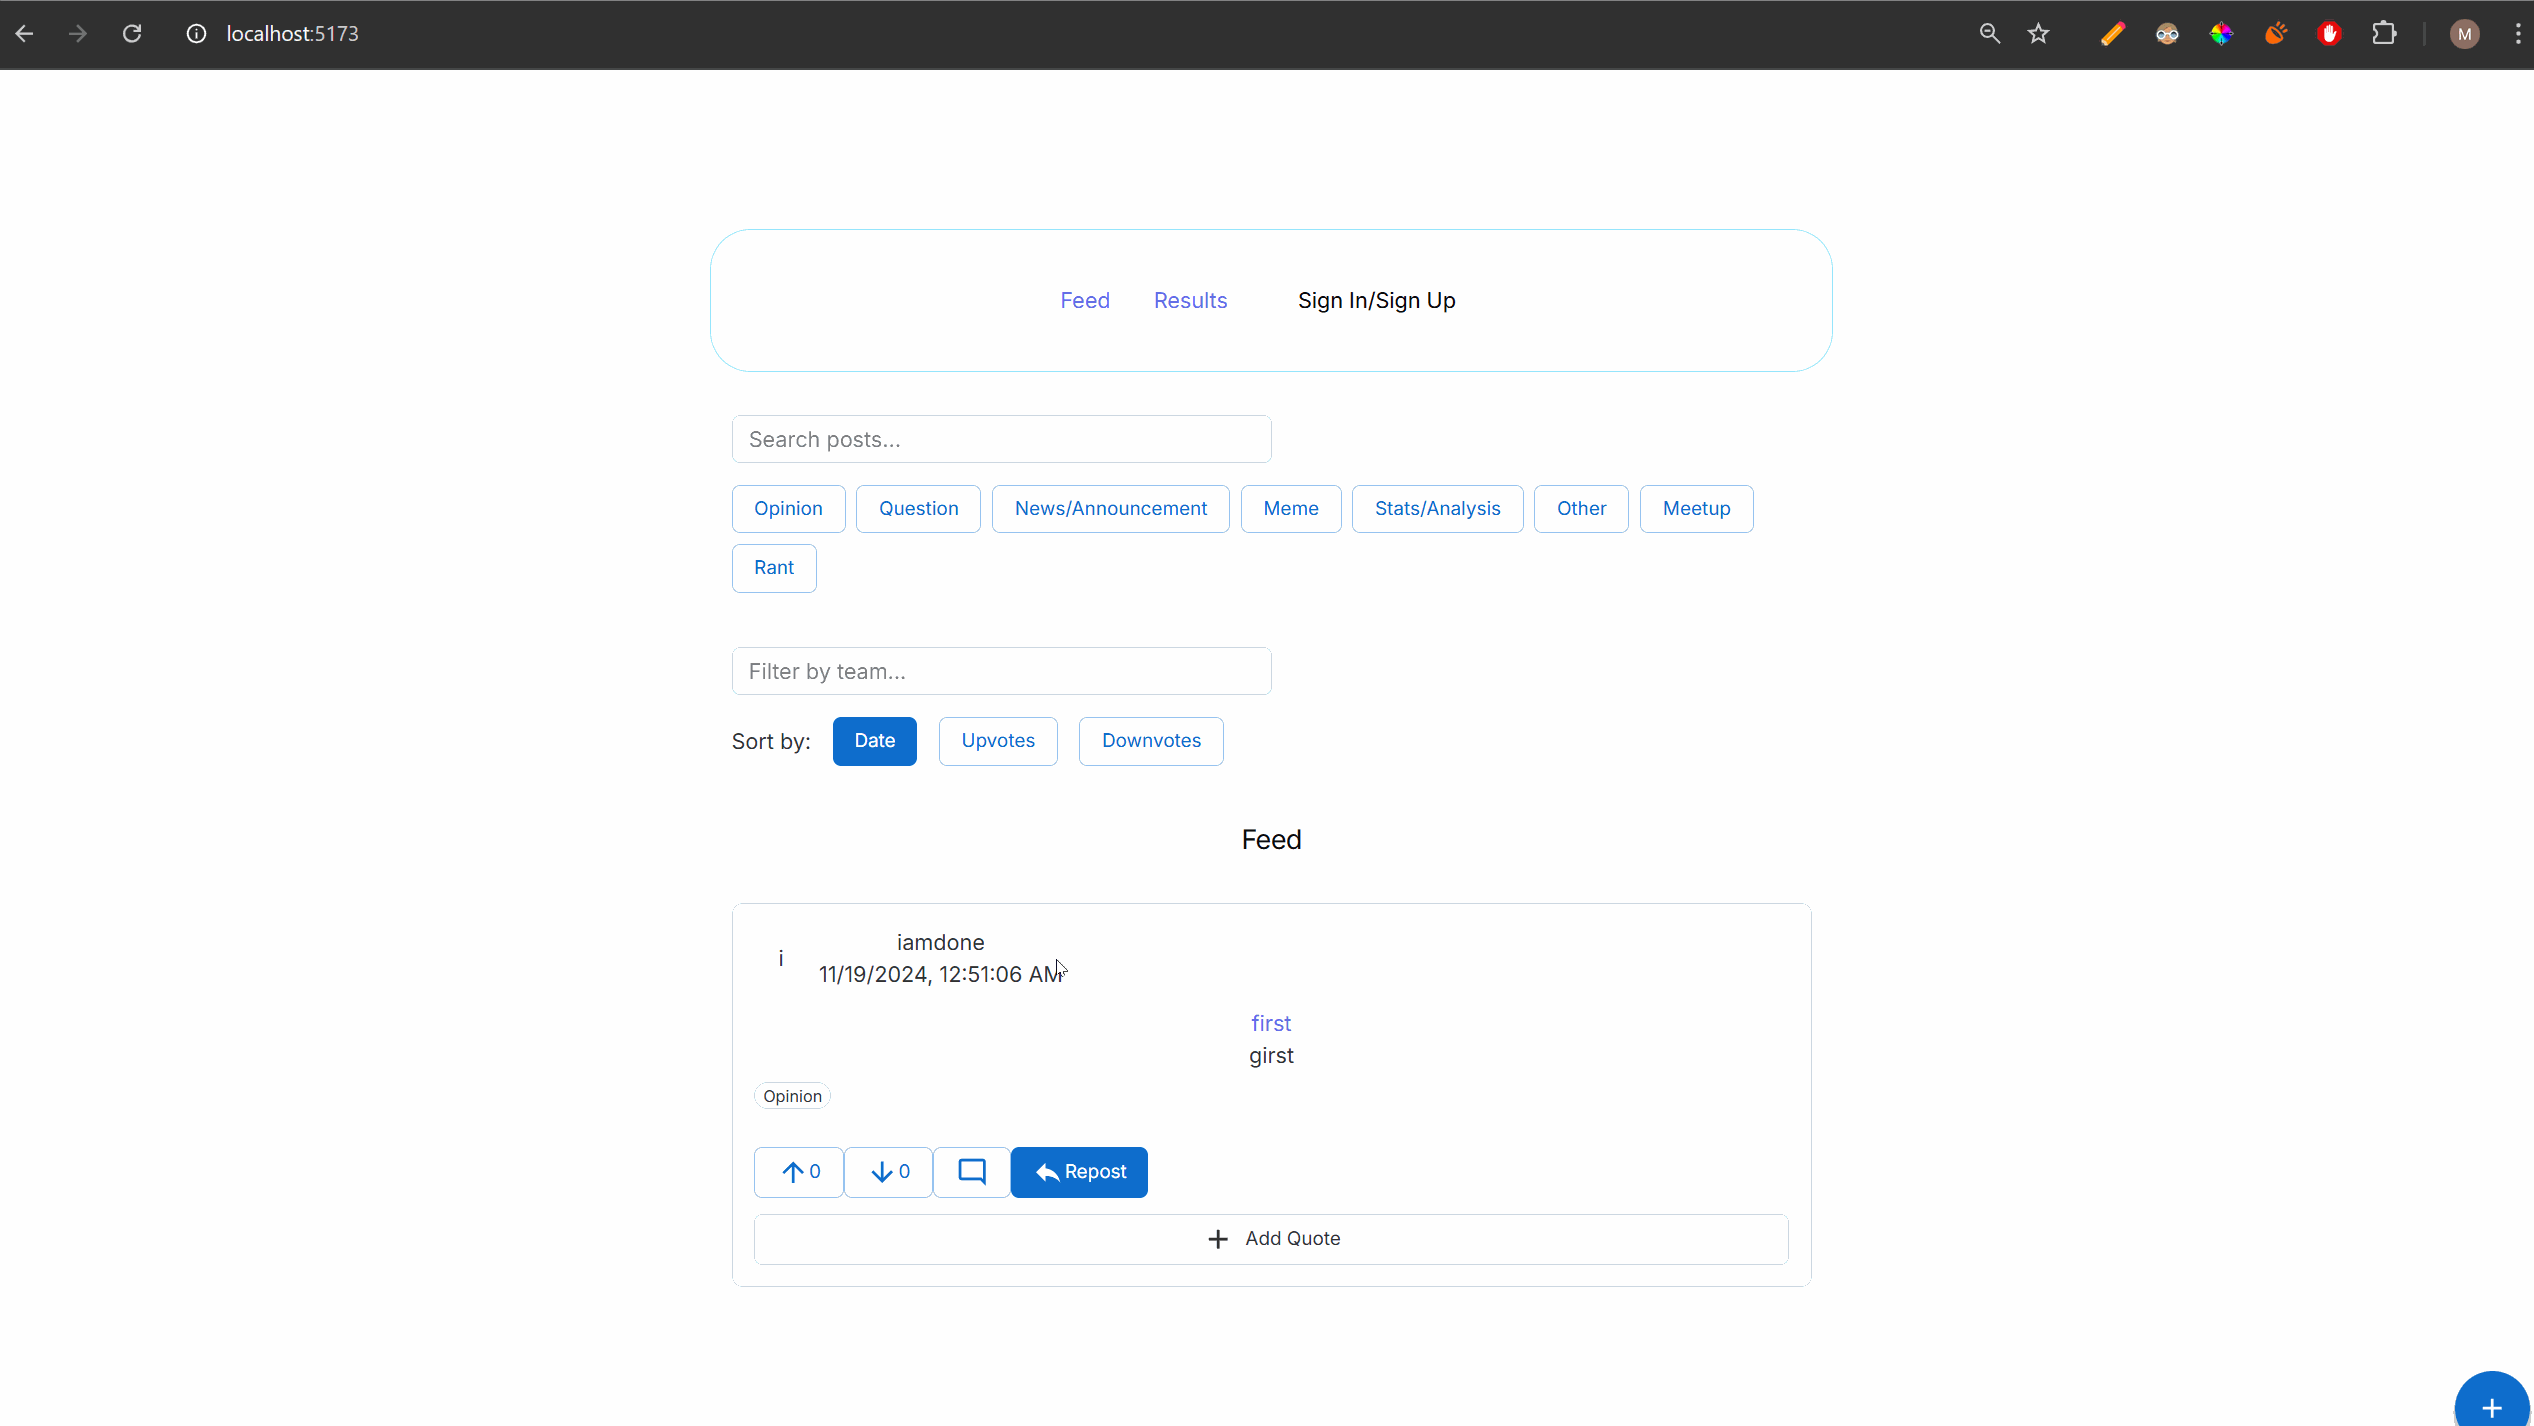 localhost:5173
M
Feed Results Sign In/Sign Up
Search posts...
Opinion Question News/Announcement Meme Stats/Analysis Other Meetup
Rant
Filter by team...
Sort by: Date Upvotes Downvotes
Feed
i
iamdone
11/19/2024, 12:51:06 AM
first
girst
Opinion
0 0 Repost
Add Quote